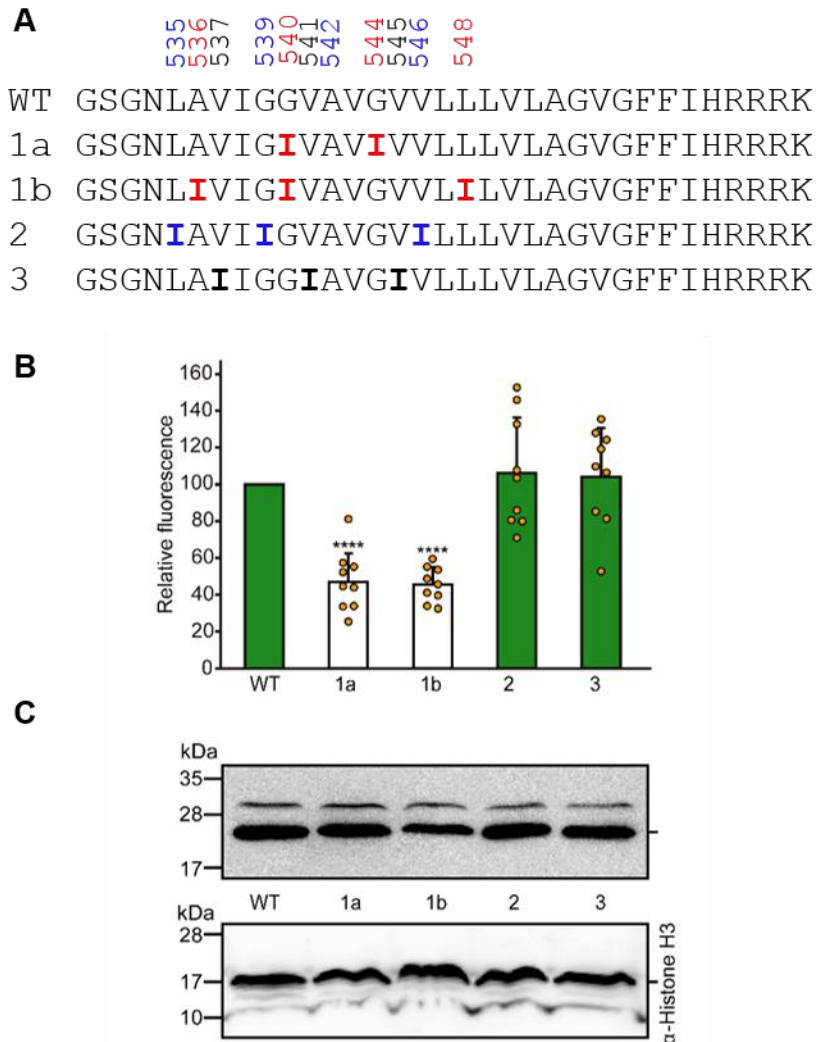 A
535 536 537 539 540 541 542 544 545 546 548
WT GSGNLAVIGGVAVGVVLLLVLAGVGFFIHRRRK
1a GSGNLAVIGIVAVIVVLLLVLAGVGFFIHRRRK
1b GSGNLIVIGIVAVGVVLILVLAGVGFFIHRRRK
2 GSGNIAVIIGVAVGVILLLVLAGVGFFIHRRRK
3 GSGNLAIIGGIAVGIVLLLVLAGVGFFIHRRRK
B
Relative fluorescence
160
140
120
100
80
60
40
20
0
**** ****
WT 1a 1b 2 3
C
kDa
35
28
17
WT 1a 1b 2 3
kDa
28
17
10
α-Histone H3